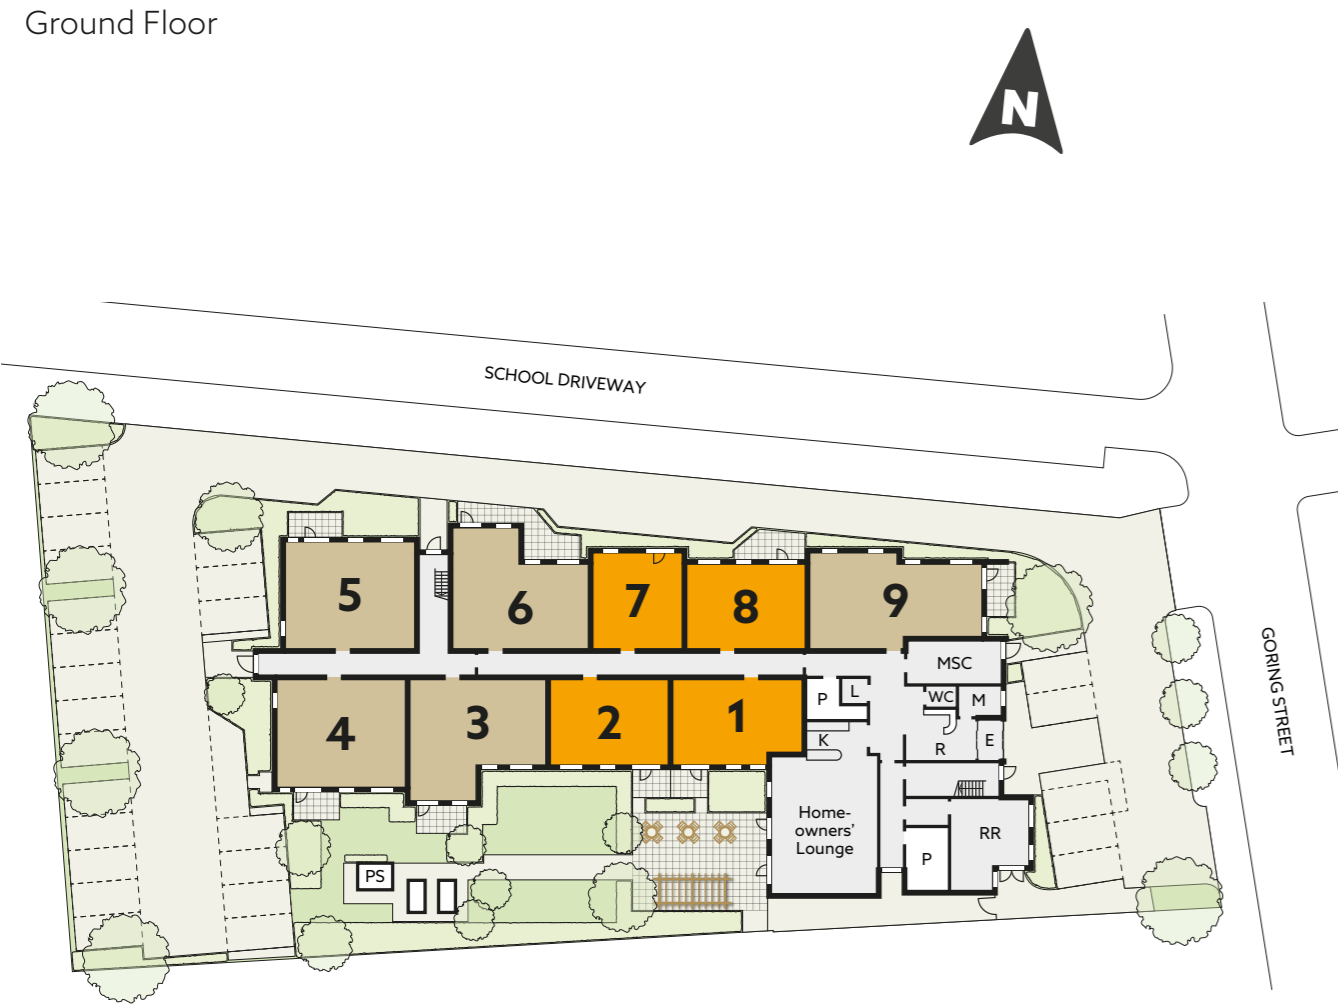 Ground Floor
N
SCHOOL DRIVEWAY
GORING STREET
5
6
7
8
9
MSC
4
3
2
1
P
L
WC
M
K
R
E
Home-
owners'
Lounge
RR
P
PS